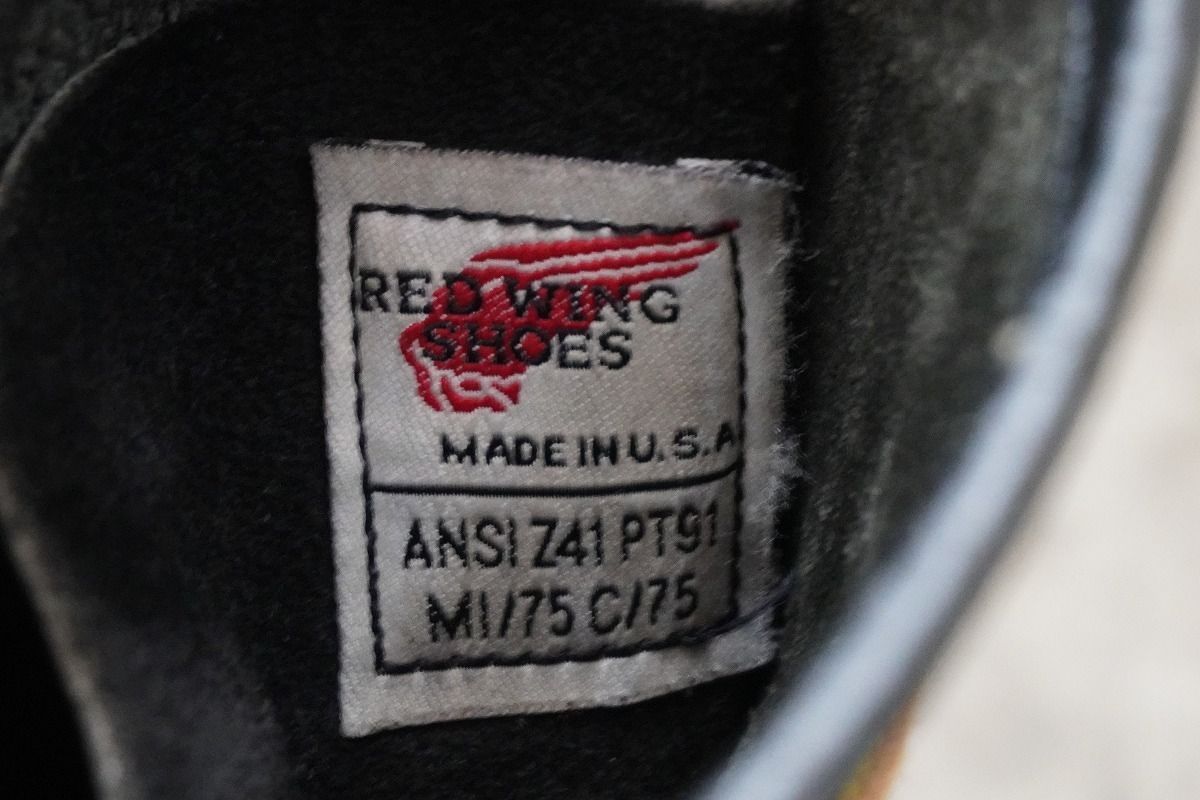 RED WING
SHOES
MADE IN U.S.A
ANSI Z41 PT91
MI/75 C/75